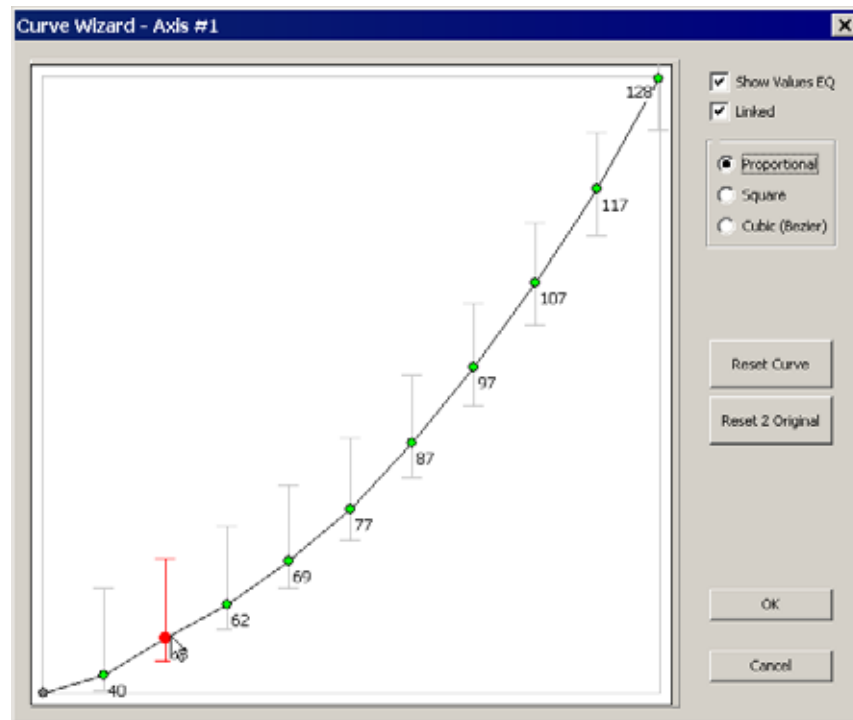 Curve Wizard - Axis #1
128
Show Values EQ
Linked
Proportional
117
Square
Cubic (Bezier)
107
97
Reset Curve
Reset 2 Original
87
77
69
62
OK
40
Cancel